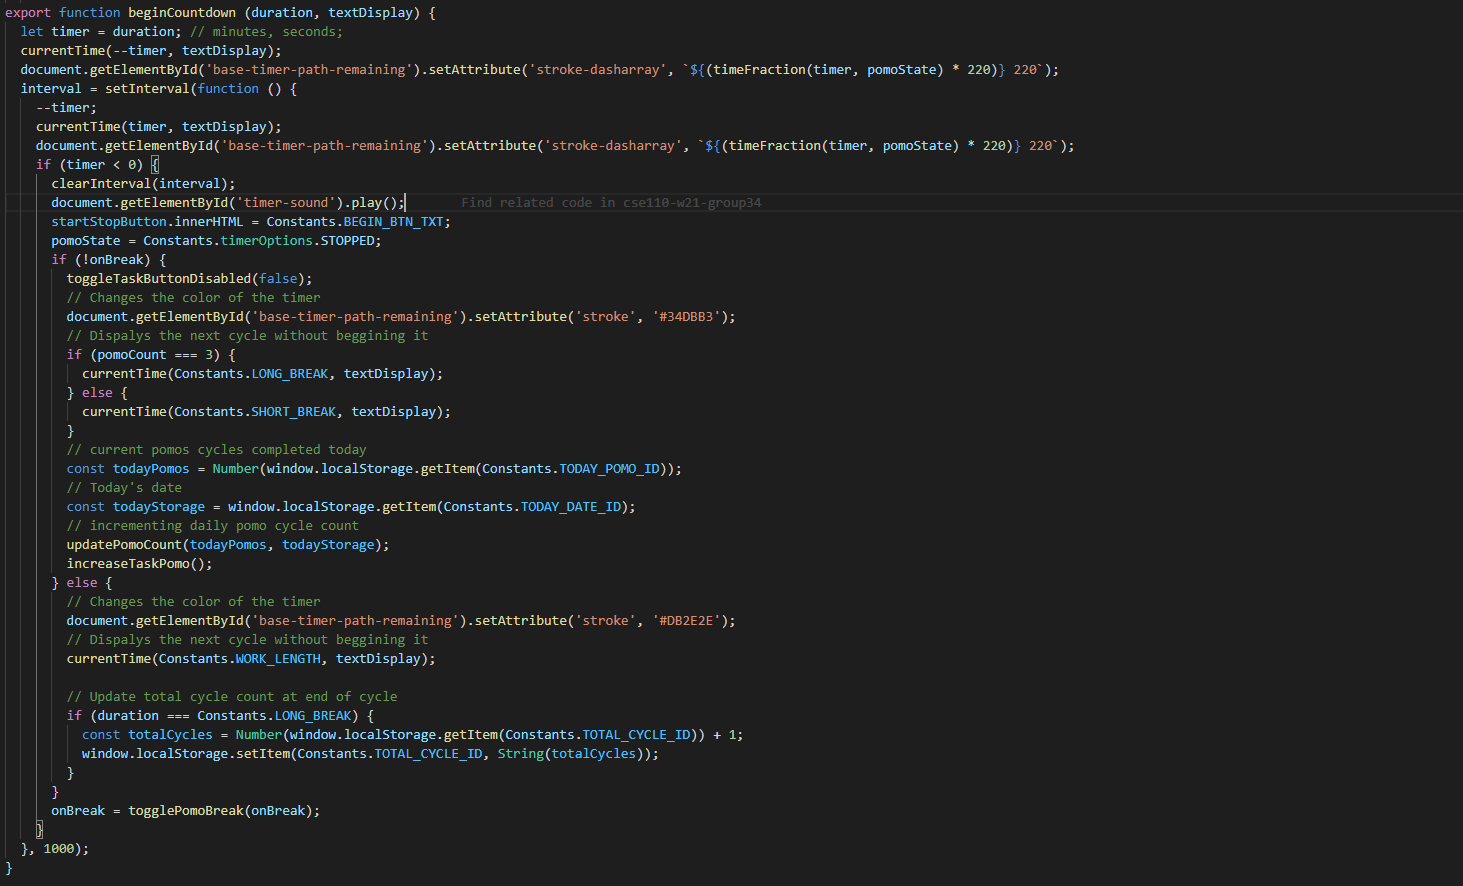 export function beginCountdown (duration, textDisplay) {
let timer = duration; // minutes, seconds;
currentTime(--timer, textDisplay);
document.getElementById('base-timer-path-remaining').setAttribute('stroke-dasharray', `${(timeFraction(timer, pomoState) * 220)} 220`);
interval = setInterval(function () {
--timer;
currentTime(timer, textDisplay);
document.getElementById('base-timer-path-remaining').setAttribute('stroke-dasharray', `${(timeFraction(timer, pomoState) * 220)} 220`);
if (timer < 0) {
clearInterval(interval);
document.getElementById('timer-sound').play(); Find related code in cse110-w21-group34
startStopButton.innerHTML = Constants.BEGIN_BTN_TXT;
pomoState = Constants.timerOptions.STOPPED;
if (!onBreak) {
toggleTaskButtonDisabled(false);
// Changes the color of the timer
document.getElementById('base-timer-path-remaining').setAttribute('stroke', '#34DBB3');
// Dispalys the next cycle without beggining it
if (pomoCount === 3) {
currentTime(Constants.LONG_BREAK, textDisplay);
} else {
currentTime(Constants.SHORT_BREAK, textDisplay);
}
// current pomos cycles completed today
const todayPomos = Number(window.localStorage.getItem(Constants.TODAY_POMO_ID));
// Today's date
const todayStorage = window.localStorage.getItem(Constants.TODAY_DATE_ID);
// incrementing daily pomo cycle count
updatePomoCount(todayPomos, todayStorage);
increaseTaskPomo();
} else {
// Changes the color of the timer
document.getElementById('base-timer-path-remaining').setAttribute('stroke', '#DB2E2E');
// Dispalys the next cycle without beggining it
currentTime(Constants.WORK_LENGTH, textDisplay);
// Update total cycle count at end of cycle
if (duration === Constants.LONG_BREAK) {
const totalCycles = Number(window.localStorage.getItem(Constants.TOTAL_CYCLE_ID)) + 1;
window.localStorage.setItem(Constants.TOTAL_CYCLE_ID, String(totalCycles));
}
}
onBreak = togglePomoBreak(onBreak);
}
}, 1000);
}